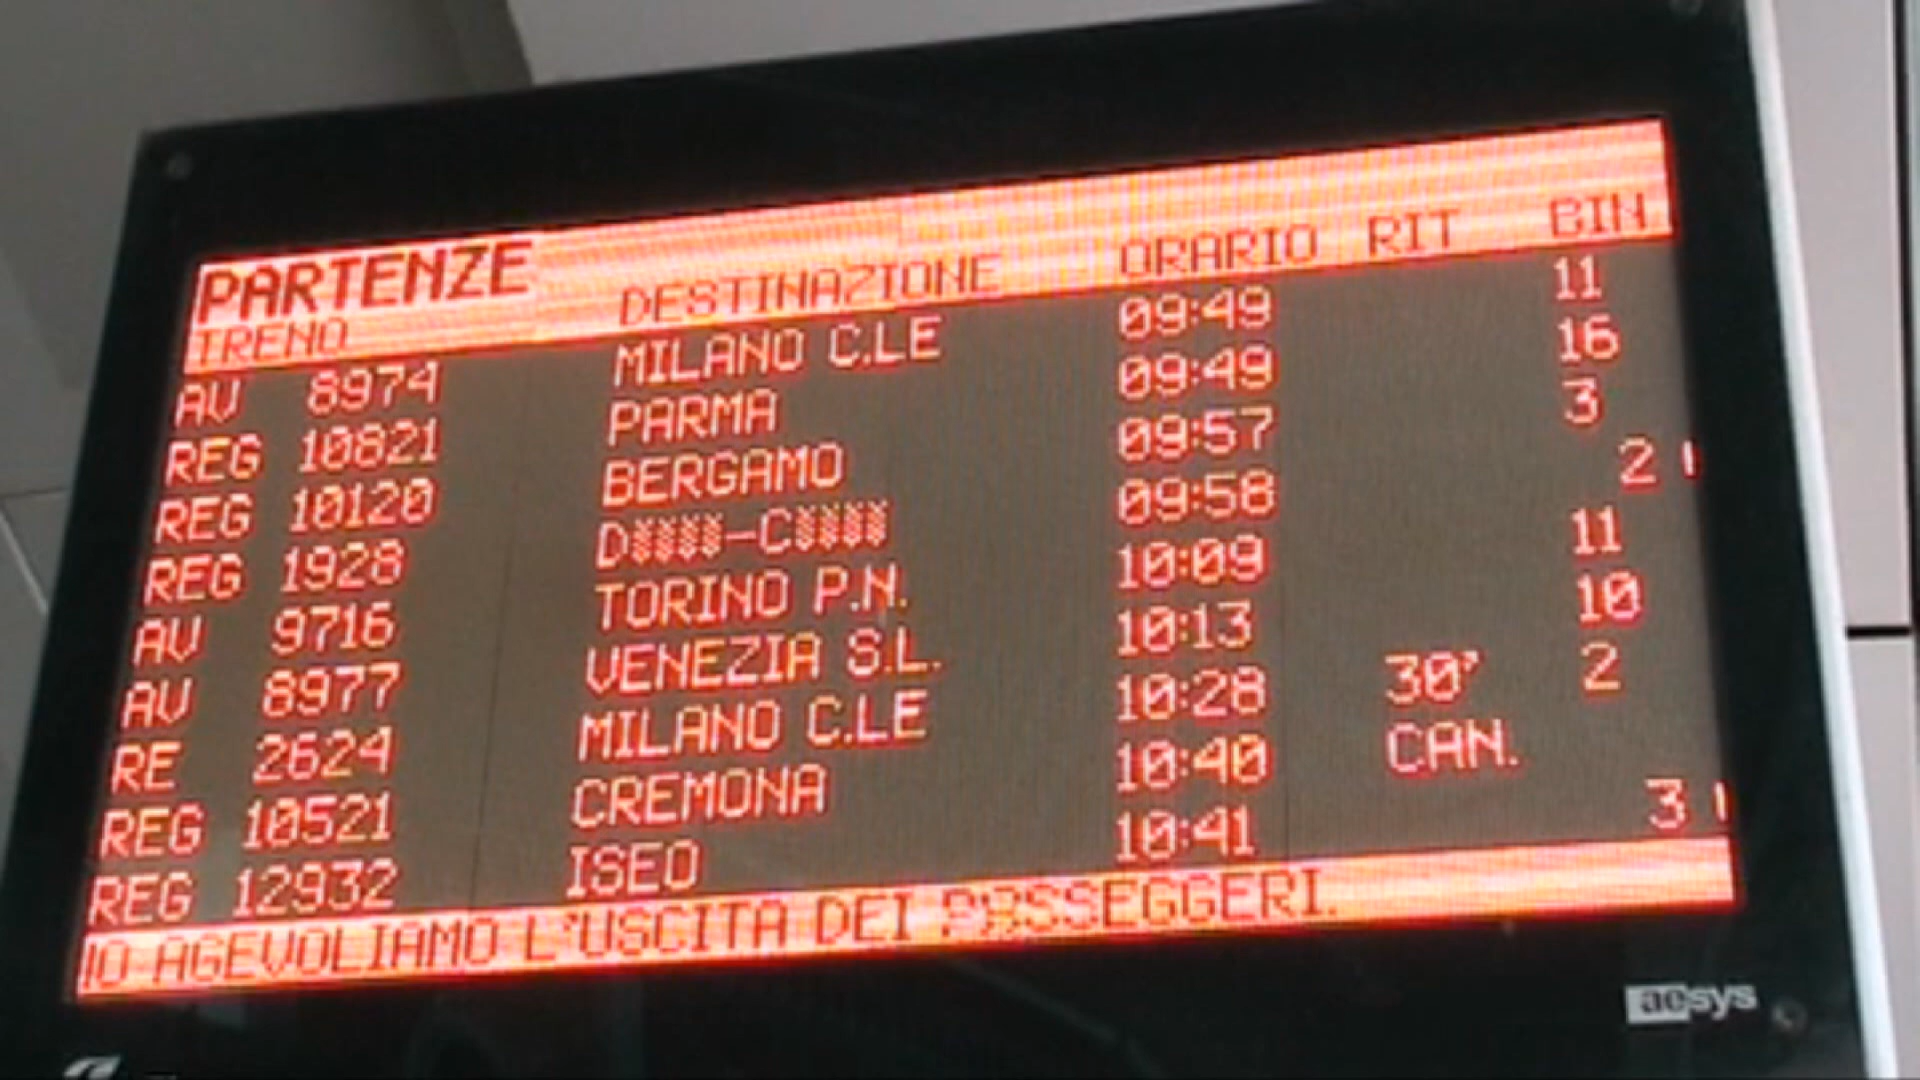 PARTENZE
TRENO DESTINAZIONE ORARIO RIT BIN
AV 8974 MILANO C.LE 09:49 11
REG 10821 PARMA 09:49 16
REG 10120 BERGAMO 09:57 3
REG 1928 09:58 2
AV 9716 TORINO P.N. 10:09 11
AV 8977 VENEZIA S.L. 10:13 10
RE 2624 MILANO C.LE 10:28 30' 2
REG 10521 CREMONA 10:40 CAN.
REG 12932 ISEO 10:41 3
IO AGEVOLIAMO L'USCITA DEI PASSEGGERI.
aesys